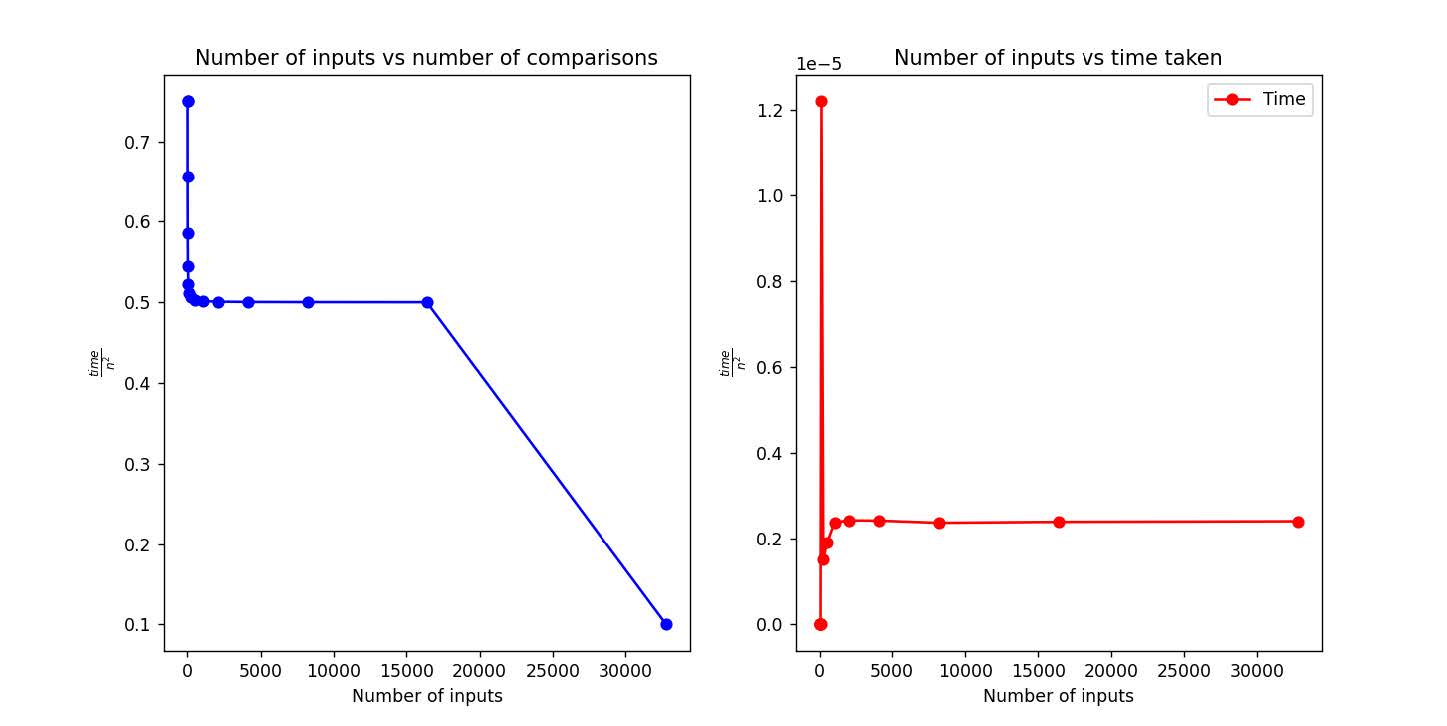 Number of inputs vs number of comparisons
0.7
0.6
0.5
0.4
0.3
0.2
0.1
time
n²
0 5000 10000 15000 20000 25000 30000
Number of inputs
Number of inputs vs time taken
1e−5
Time
1.2
1.0
0.8
0.6
0.4
0.2
0.0
time
n²
0 5000 10000 15000 20000 25000 30000
Number of inputs